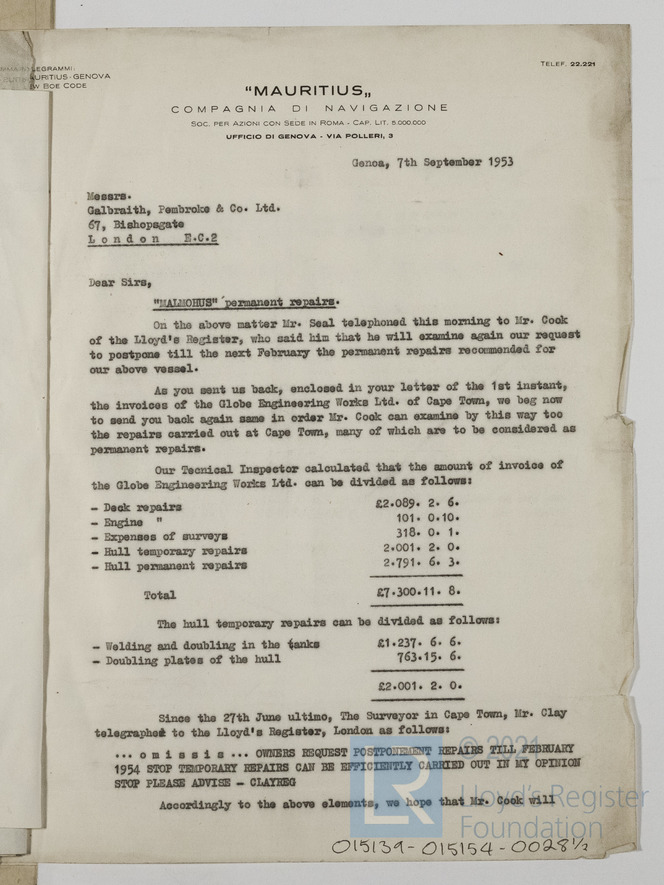 LEGRAMMI:
URITIUS-GENOVA
W BOE CODE
TELEF. 22.221
"MAURITIUS„
COMPAGNIA DI NAVIGAZIONE
SOC. PER AZIONI CON SEDE IN ROMA - CAP. LIT. 5.000.000
UFFICIO DI GENOVA - VIA POLLERI, 3
Genoa, 7th September 1953
Messrs.
Galbraith, Pembroke & Co. Ltd.
67, Bishopsgate
L o n d o n E.C.2
Dear Sirs,
"MALMOHUS" permanent repairs.
On the above matter Mr. Seal telephoned this morning to Mr. Cook
of the Lloyd's Register, who said him that he will examine again our request
to postpone till the next February the permanent repairs recommended for
our above vessel.
As you sent us back, enclosed in your letter of the 1st instant,
the invoices of the Globe Engineering Works Ltd. of Cape Town, we beg now
to send you back again same in order Mr. Cook can examine by this way too
the repairs carried out at Cape Town, many of which are to be considered as
permanent repairs.
Our Tecnical Inspector calculated that the amount of invoice of
the Globe Engineering Works Ltd. can be divided as follows:
- Deck repairs £2.089. 2. 6.
- Engine " 101. 0.10.
- Expenses of surveys 318. 0. 1.
- Hull temporary repairs 2.001. 2. 0.
- Hull permanent repairs 2.791. 6. 3.
Total £7.300.11. 8.
The hull temporary repairs can be divided as follows:
- Welding and doubling in the tanks £1.237. 6. 6.
- Doubling plates of the hull 763.15. 6.
£2.001. 2. 0.
Since the 27th June ultimo, The Surveyor in Cape Town, Mr. Clay
telegraphed to the Lloyd's Register, London as follows:
... o m i s s i s ... OWNERS REQUEST POSTPONEMENT REPAIRS TILL FEBRUARY
1954 STOP TEMPORARY REPAIRS CAN BE EFFICIENTLY CARRIED OUT IN MY OPINION
STOP PLEASE ADVISE - CLAYREG
Accordingly to the above elements, we hope that Mr. Cook will
© 2021
LR
Lloyd's Register
Foundation
015139-015154-0028½